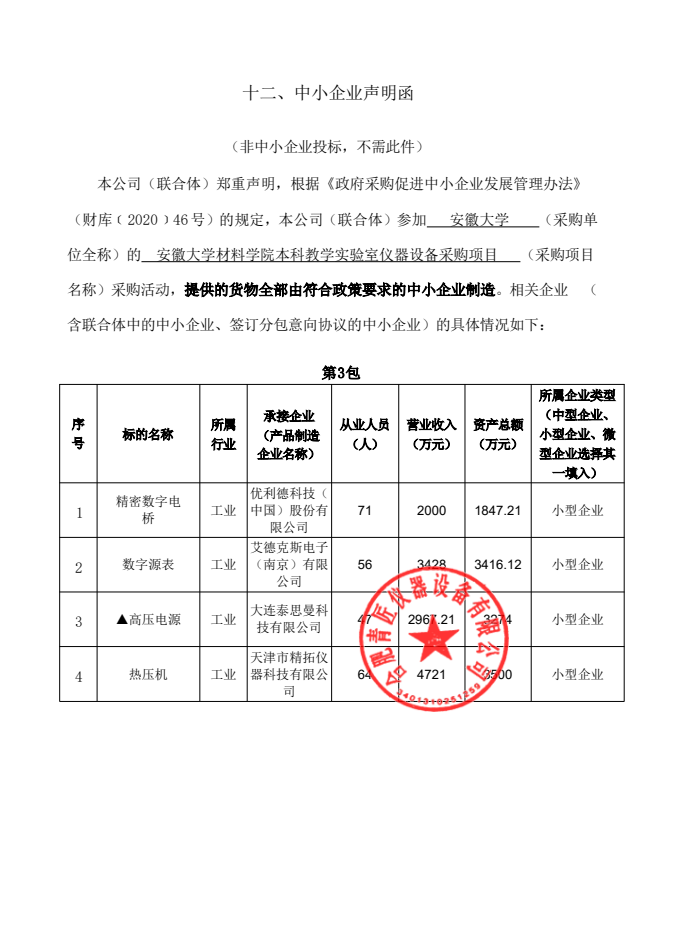 十二、中小企业声明函
（非中小企业投标，不需此件）
本公司（联合体）郑重声明，根据《政府采购促进中小企业发展管理办法》
（财库﹙2020﹚46号）的规定，本公司（联合体）参加 安徽大学 （采购单
位全称）的 安徽大学材料学院本科教学实验室仪器设备采购项目 （采购项目
名称）采购活动，提供的货物全部由符合政策要求的中小企业制造。相关企业 （
含联合体中的中小企业、签订分包意向协议的中小企业）的具体情况如下：
第3包
序号 标的名称 所属行业 承接企业（产品制造企业名称） 从业人员（人） 营业收入（万元） 资产总额（万元） 所属企业类型（中型企业、小型企业、微型企业选择其一填入）
1 精密数字电桥 工业 优利德科技（中国）股份有限公司 71 2000 1847.21 小型企业
2 数字源表 工业 艾德克斯电子（南京）有限公司 56 3428 3416.12 小型企业
3 ▲高压电源 工业 大连泰思曼科技有限公司 47 2967.21 3274 小型企业
4 热压机 工业 天津市精拓仪器科技有限公司 64 4721 3500 小型企业
合肥青匠仪器设备有限公司